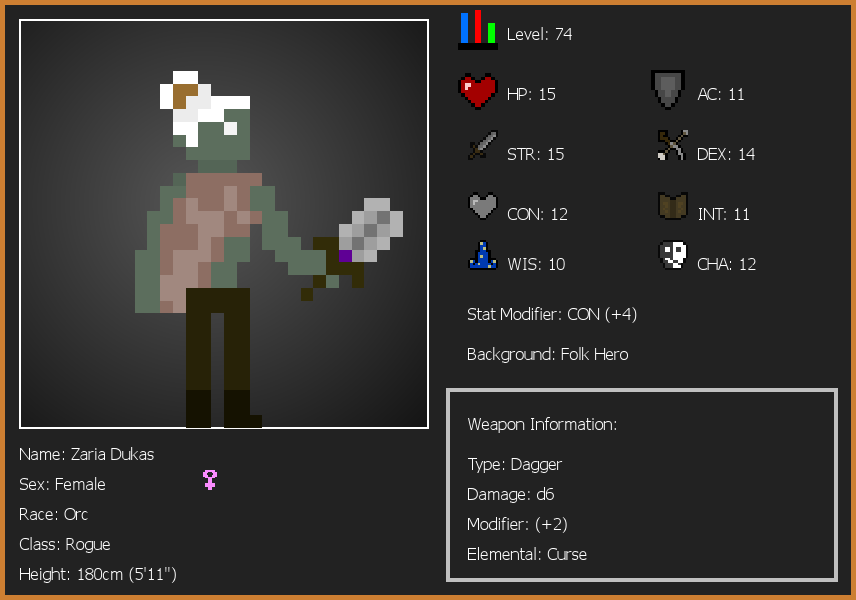 Level: 74
HP: 15
AC: 11
STR: 15
DEX: 14
CON: 12
INT: 11
WIS: 10
CHA: 12
Stat Modifier: CON (+4)
Background: Folk Hero
Weapon Information:
Type: Dagger
Damage: d6
Modifier: (+2)
Elemental: Curse
Name: Zaria Dukas
Sex: Female
Race: Orc
Class: Rogue
Height: 180cm (5'11")